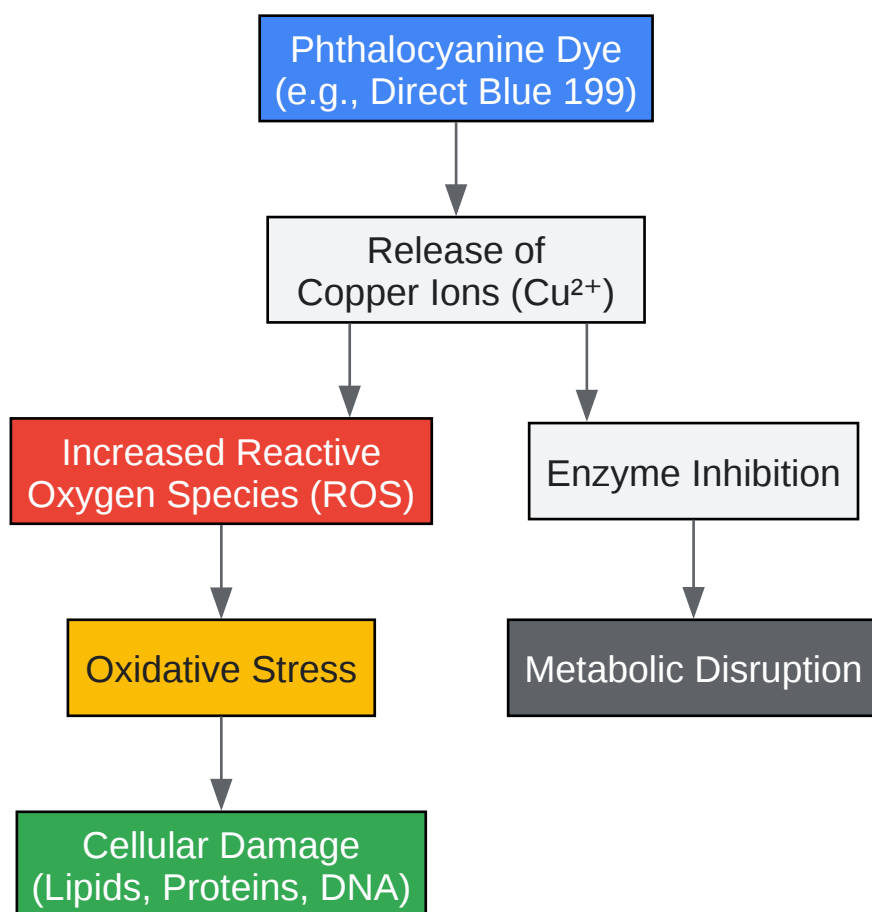 Phthalocyanine Dye
(e.g., Direct Blue 199)
Release of
Copper Ions (Cu²⁺)
Increased Reactive
Oxygen Species (ROS)
Enzyme Inhibition
Oxidative Stress
Metabolic Disruption
Cellular Damage
(Lipids, Proteins, DNA)